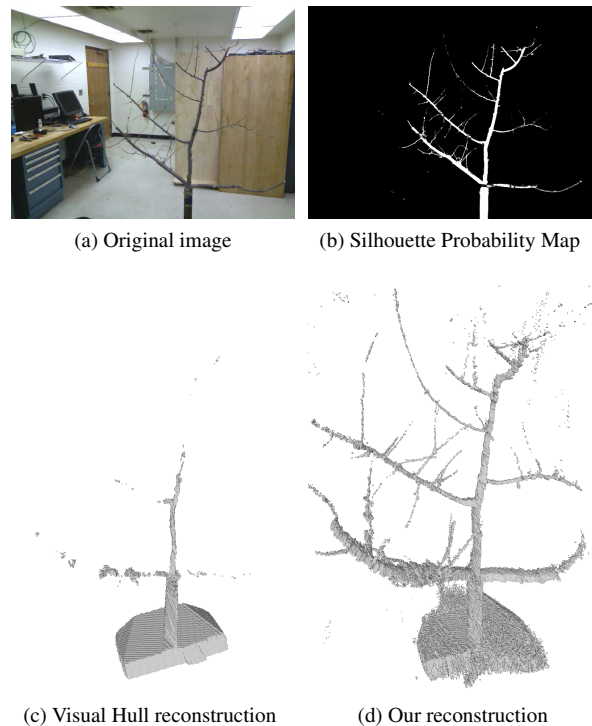 (a) Original image
(b) Silhouette Probability Map
(c) Visual Hull reconstruction
(d) Our reconstruction